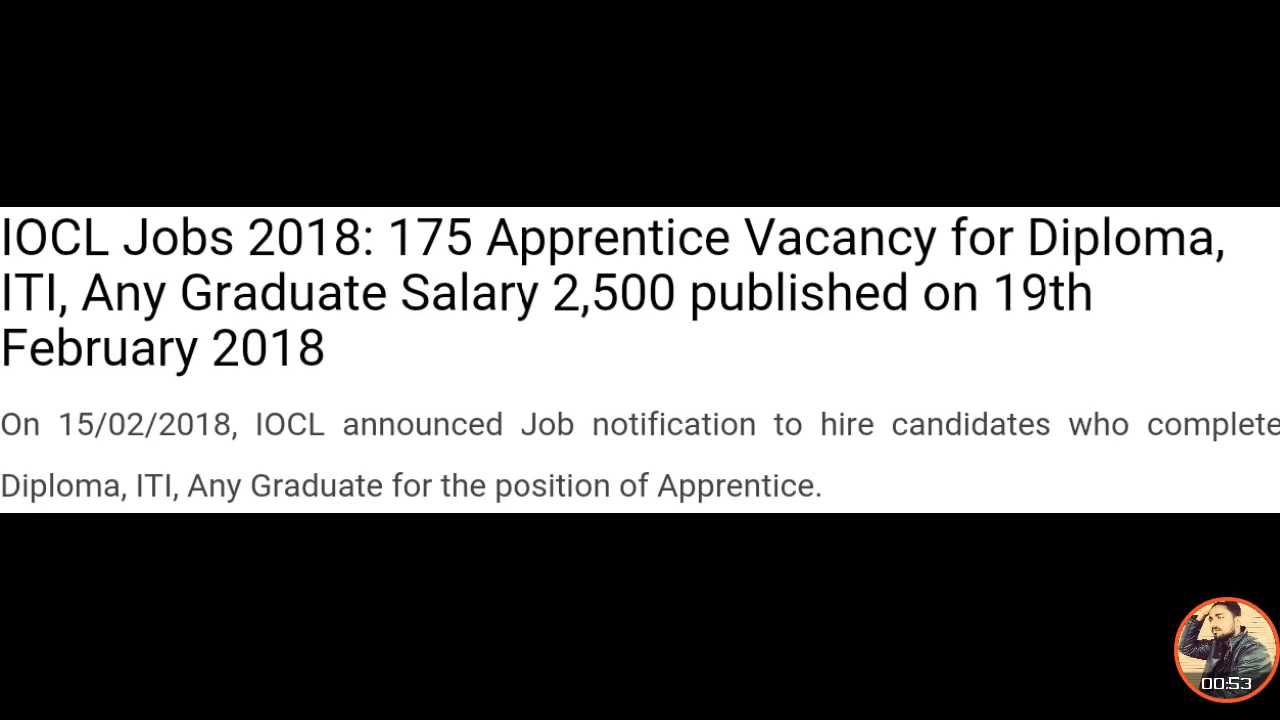 IOCL Jobs 2018: 175 Apprentice Vacancy for Diploma,
ITI, Any Graduate Salary 2,500 published on 19th
February 2018
On 15/02/2018, IOCL announced Job notification to hire candidates who complete
Diploma, ITI, Any Graduate for the position of Apprentice.
00:53